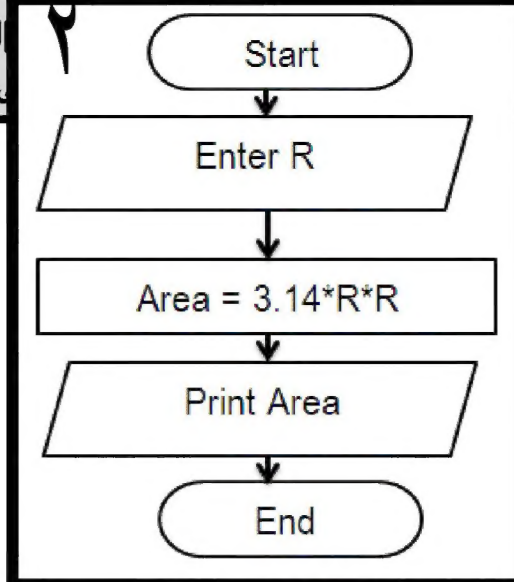 ٢
Start
Enter R
Area = 3.14*R*R
Print Area
End